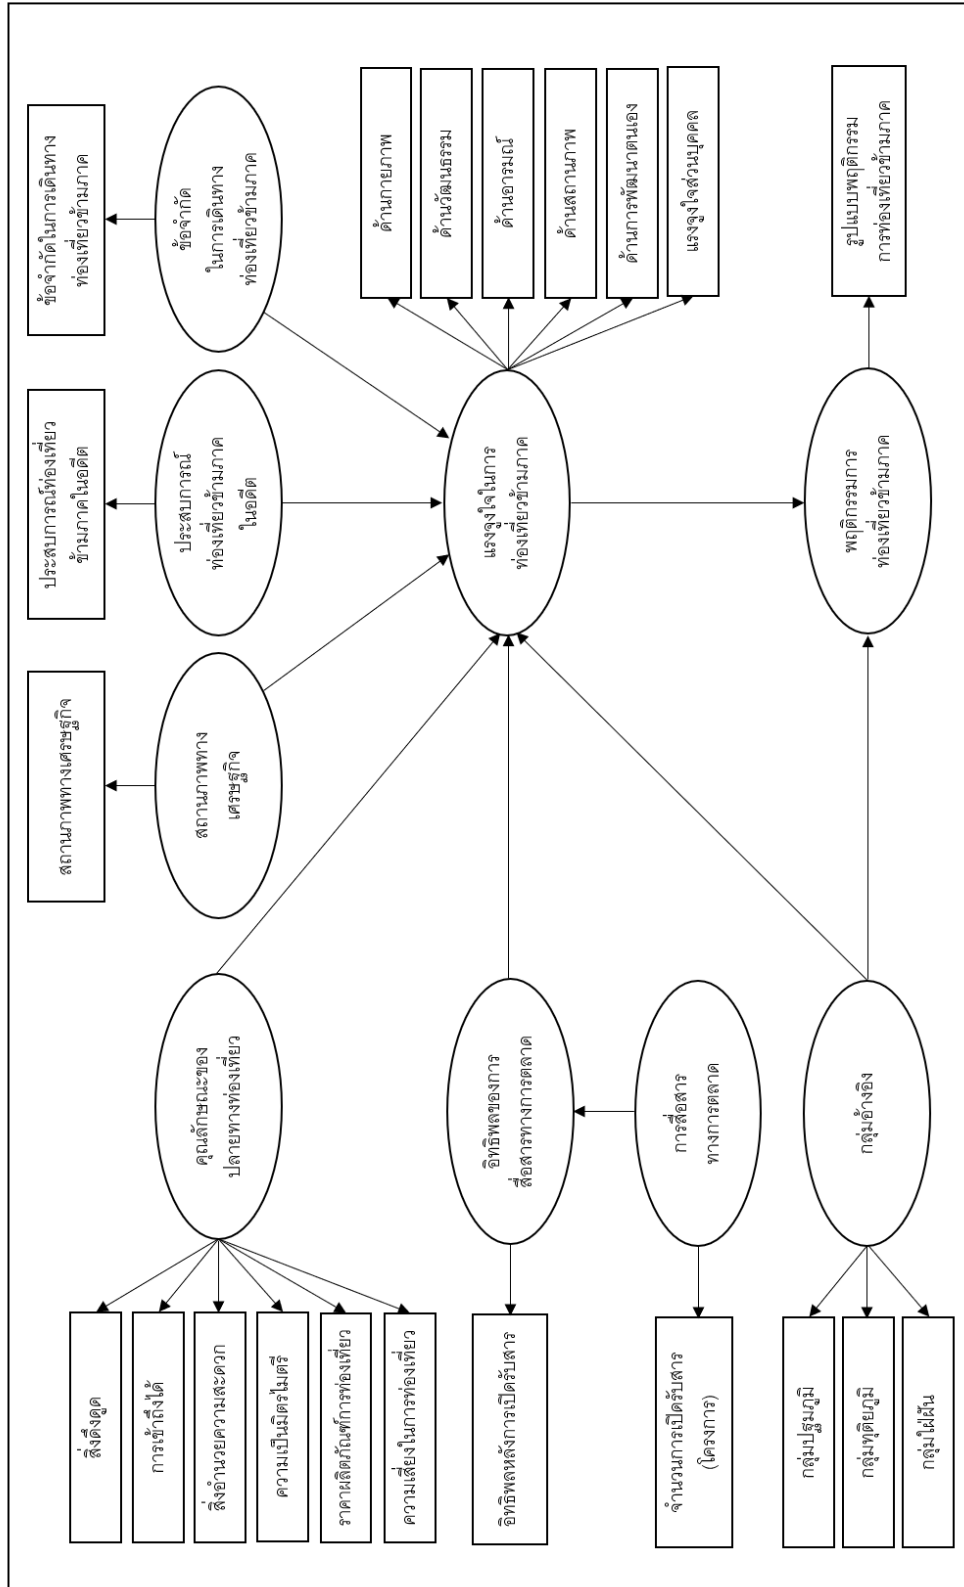 สถานภาพทางเศรษฐกิจ
ประสบการณ์ท่องเที่ยว
ข้ามภาคในอดีต
ข้อจำกัดในการเดินทาง
ท่องเที่ยวข้ามภาค
สิ่งดึงดูด
การเข้าถึงได้
สิ่งอำนวยความสะดวก
ความเป็นมิตรไมตรี
ราคาผลิตภัณฑ์การท่องเที่ยว
ความเสี่ยงในการท่องเที่ยว
คุณลักษณะของ
ปลายทางท่องเที่ยว
สถานภาพทาง
เศรษฐกิจ
ประสบการณ์
ท่องเที่ยวข้ามภาค
ในอดีต
ข้อจำกัด
ในการเดินทาง
ท่องเที่ยวข้ามภาค
อิทธิพลหลังการเปิดรับสาร
อิทธิพลของการ
สื่อสารทางการตลาด
แรงจูงใจในการ
ท่องเที่ยวข้ามภาค
ด้านกายภาพ
ด้านวัฒนธรรม
ด้านอารมณ์
ด้านสถานภาพ
ด้านการพัฒนาตนเอง
แรงจูงใจส่วนบุคคล
จำนวนการเปิดรับสาร
(โครงการ)
การสื่อสาร
ทางการตลาด
กลุ่มปฐมภูมิ
กลุ่มทุติยภูมิ
กลุ่มใฝ่ฝัน
กลุ่มอ้างอิง
พฤติกรรมการ
ท่องเที่ยวข้ามภาค
รูปแบบพฤติกรรม
การท่องเที่ยวข้ามภาค